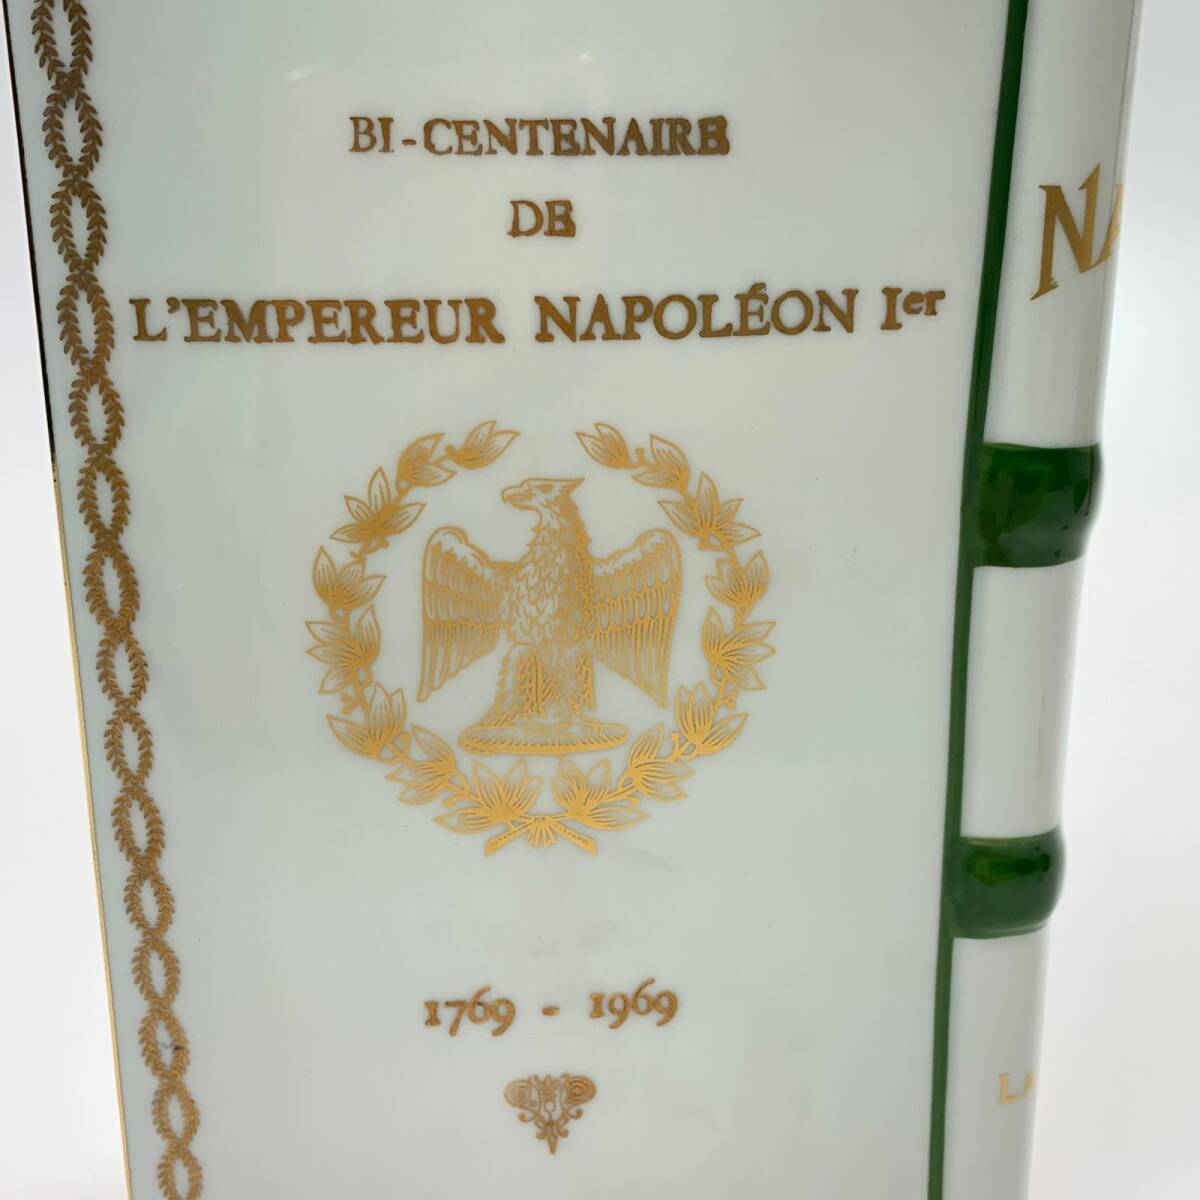 BI-CENTENAIRE
DE
L'EMPEREUR NAPOLÉON Ier
1769 - 1969